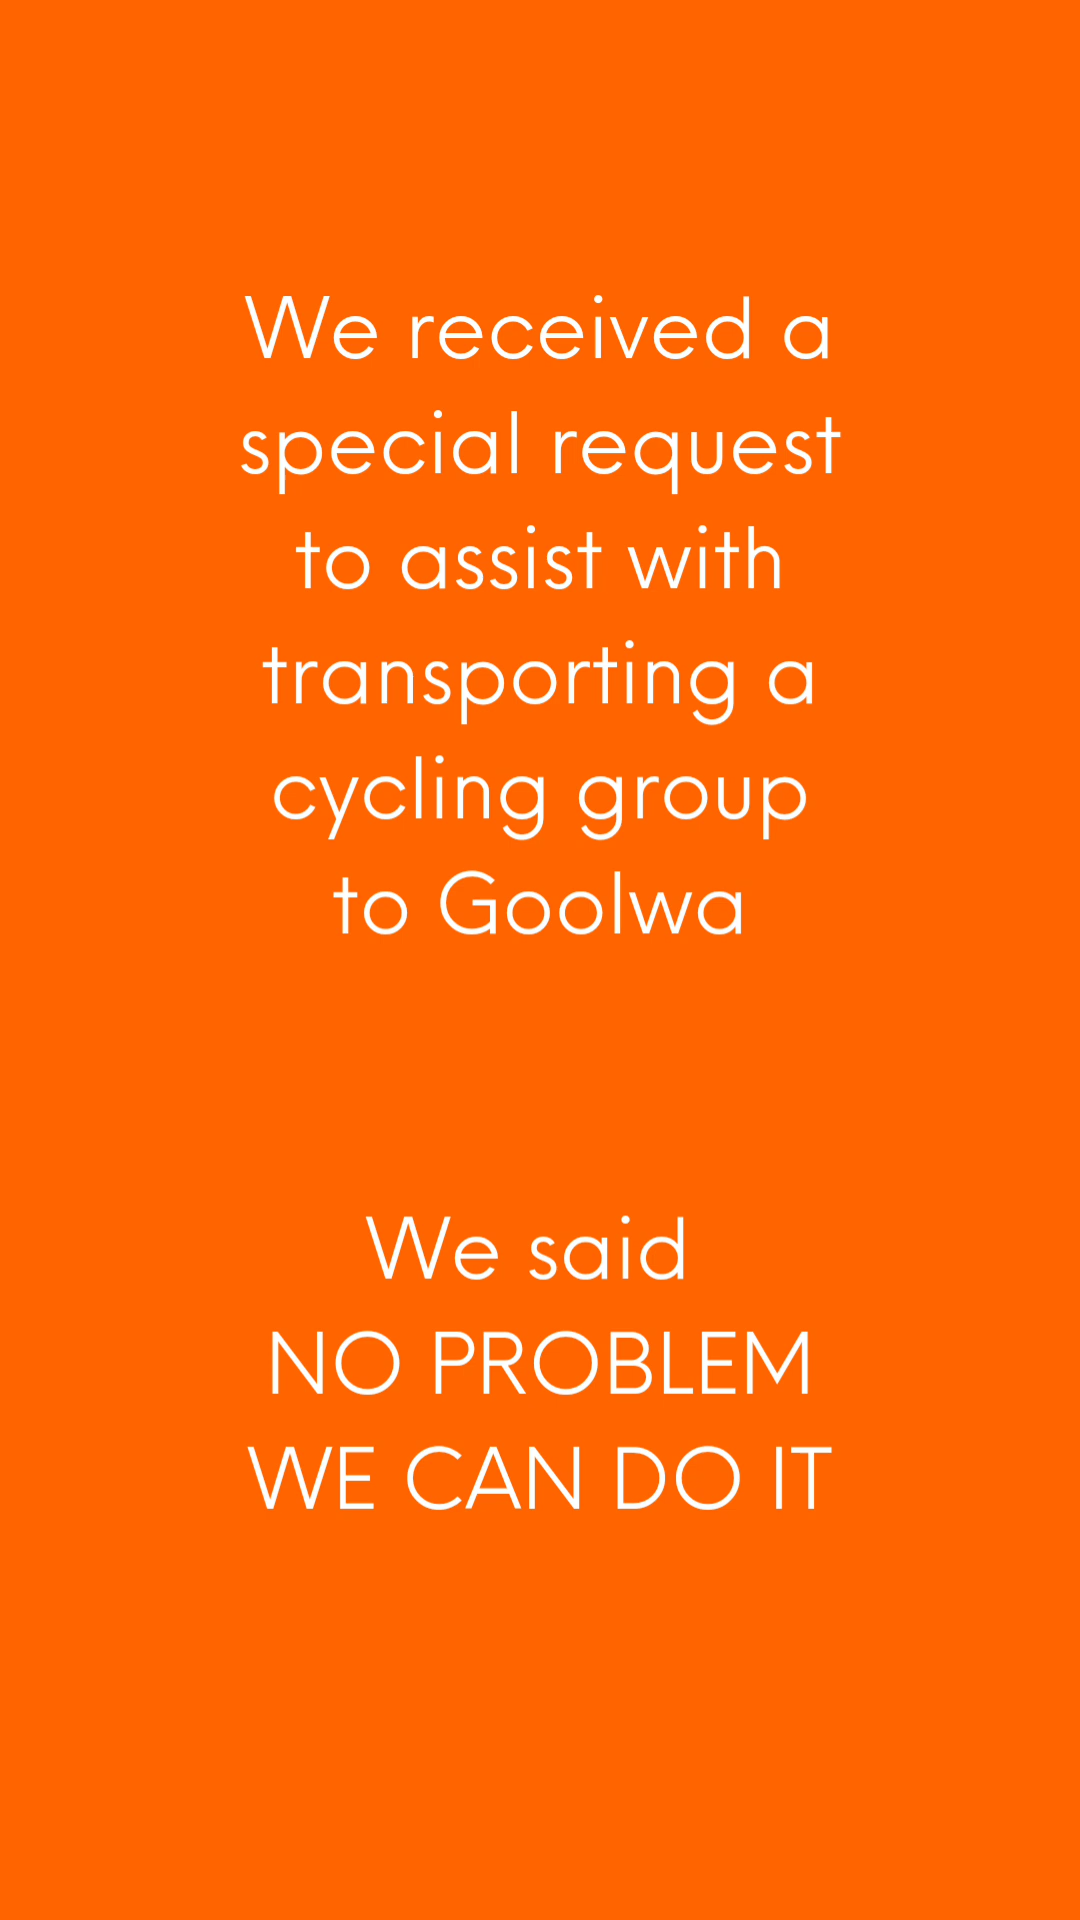 We received a
special request
to assist with
transporting a
cycling group
to Goolwa
We said
NO PROBLEM
WE CAN DO IT